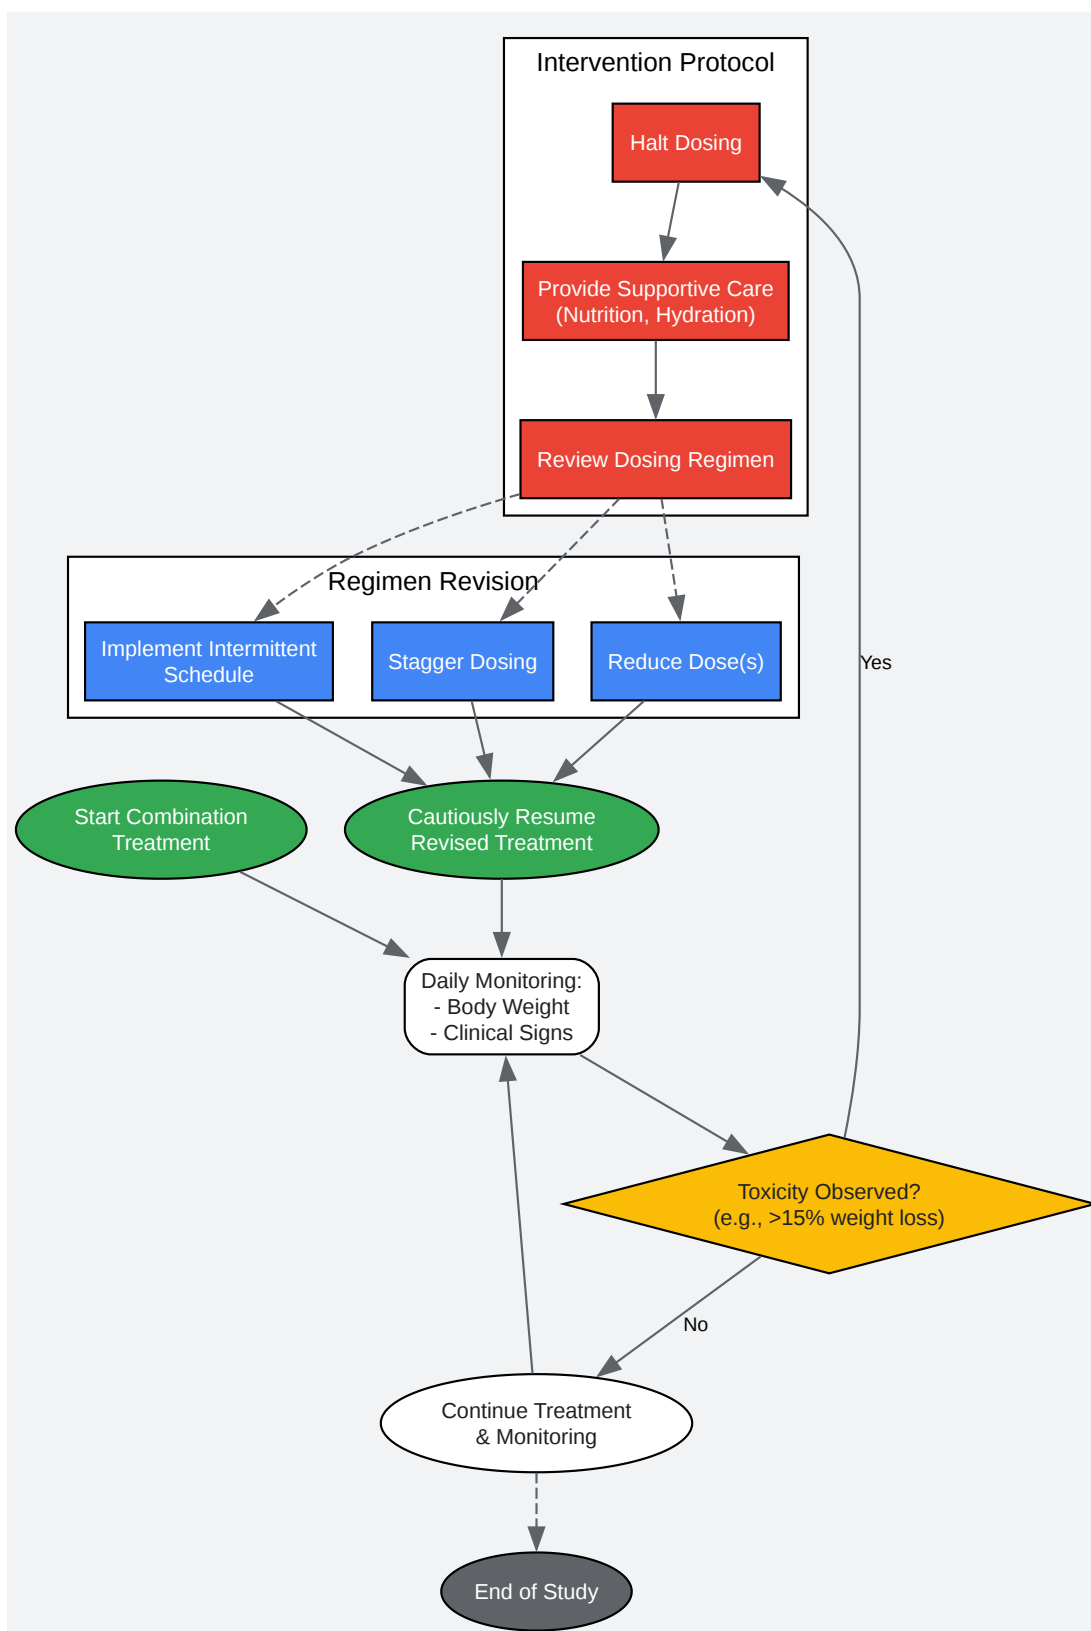 Intervention Protocol
Halt Dosing
Provide Supportive Care
(Nutrition, Hydration)
Review Dosing Regimen
Regimen Revision
Implement Intermittent
Schedule
Stagger Dosing
Reduce Dose(s)
Yes
Start Combination
Treatment
Cautiously Resume
Revised Treatment
Daily Monitoring:
- Body Weight
- Clinical Signs
Toxicity Observed?
(e.g., >15% weight loss)
No
Continue Treatment
& Monitoring
End of Study